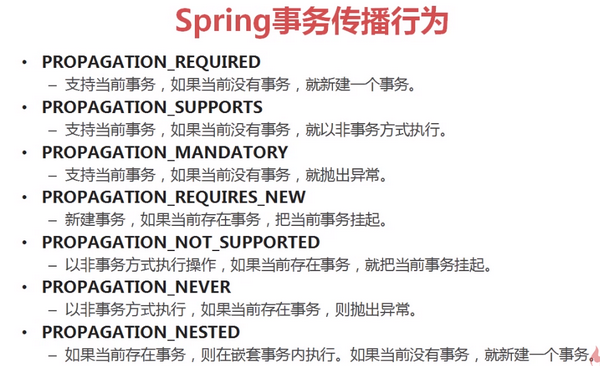 Spring事务传播行为
• PROPAGATION_REQUIRED
– 支持当前事务，如果当前没有事务，就新建一个事务。
• PROPAGATION_SUPPORTS
– 支持当前事务，如果当前没有事务，就以非事务方式执行。
• PROPAGATION_MANDATORY
– 支持当前事务，如果当前没有事务，就抛出异常。
• PROPAGATION_REQUIRES_NEW
– 新建事务，如果当前存在事务，把当前事务挂起。
• PROPAGATION_NOT_SUPPORTED
– 以非事务方式执行操作，如果当前存在事务，就把当前事务挂起。
• PROPAGATION_NEVER
– 以非事务方式执行，如果当前存在事务，则抛出异常。
• PROPAGATION_NESTED
– 如果当前存在事务，则在嵌套事务内执行。如果当前没有事务，就新建一个事务。